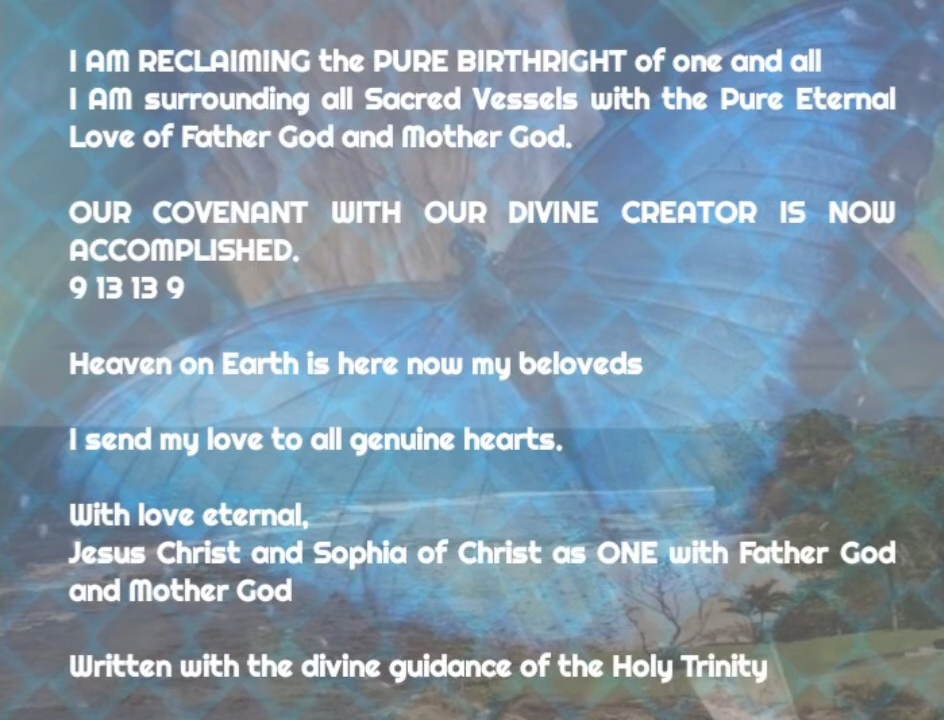 I AM RECLAIMING the PURE BIRTHRIGHT of one and all
I AM surrounding all Sacred Vessels with the Pure Eternal
Love of Father God and Mother God.
OUR COVENANT WITH OUR DIVINE CREATOR IS NOW
ACCOMPLISHED.
9 13 13 9
Heaven on Earth is here now my beloveds
I send my love to all genuine hearts.
With love eternal,
Jesus Christ and Sophia of Christ as ONE with Father God
and Mother God
Written with the divine guidance of the Holy Trinity